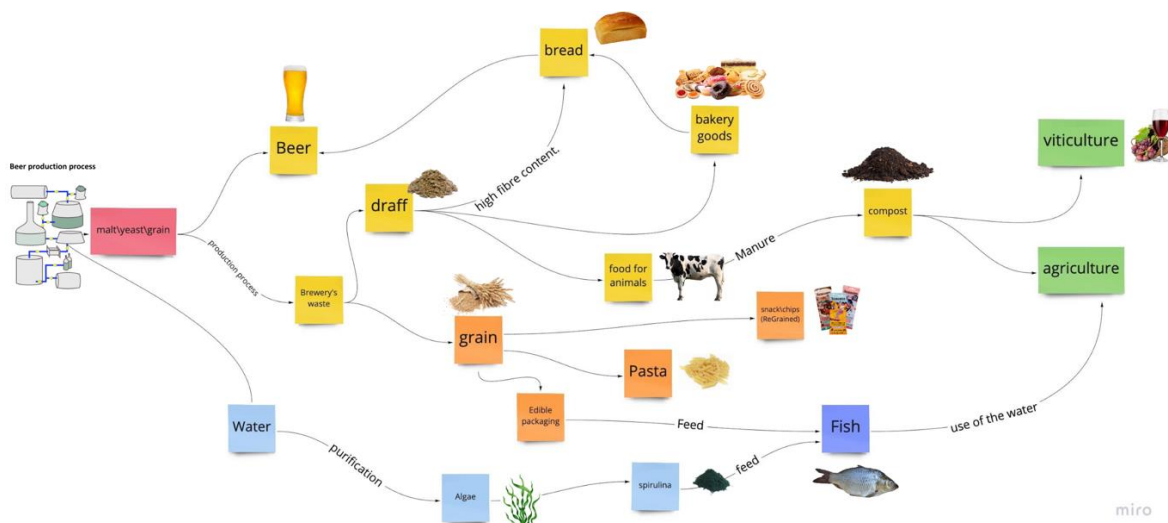 bread
bakery
goods
Beer
Beer production process
malt\yeast\grain
production process
draff
high fibre content.
Brewery's
waste
food for
animals
Manure
compost
viticulture
agriculture
grain
snack\chips
(ReGrained)
Pasta
Edible
packaging
Feed
Fish
use of the water
Water
purification
Algae
spirulina
feed
miro